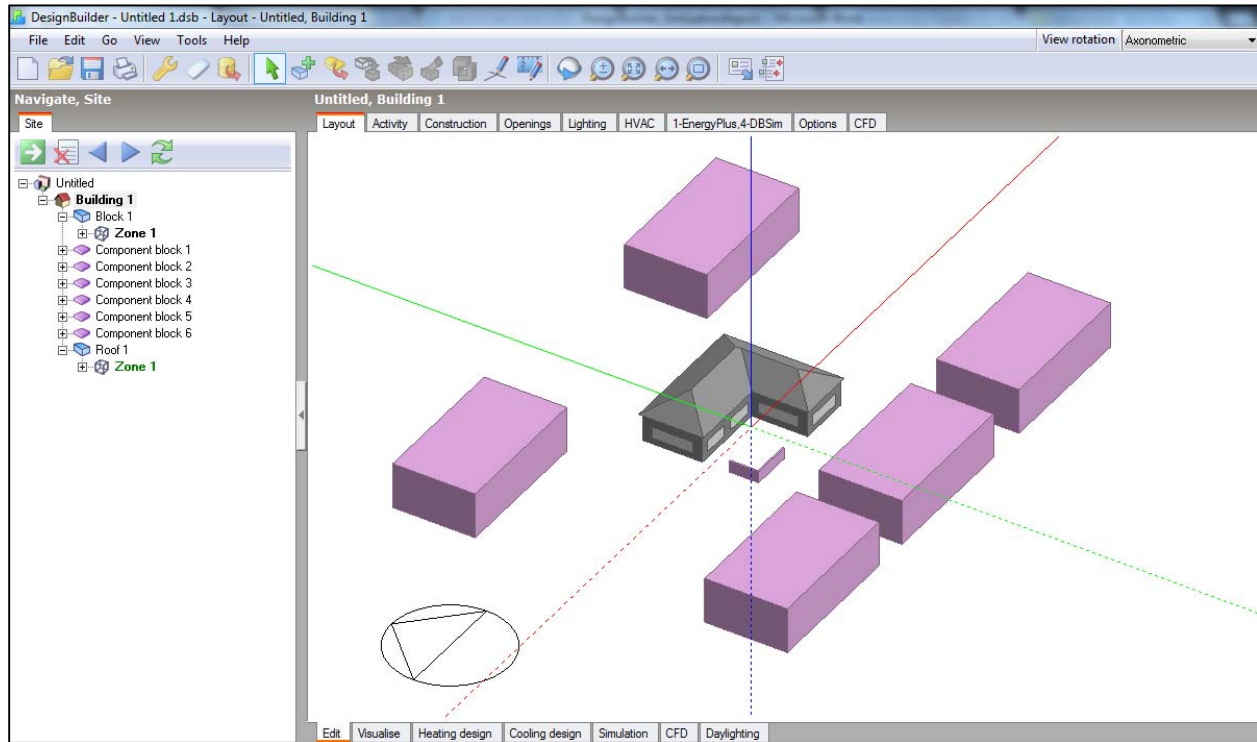 DesignBuilder - Untitled 1.dsb - Layout - Untitled, Building 1
File Edit Go View Tools Help
View rotation Axonometric
Navigate, Site
Untitled, Building 1
Site
Layout Activity Construction Openings Lighting HVAC 1-EnergyPlus,4-DBSim Options CFD
Untitled
Building 1
Block 1
Zone 1
Component block 1
Component block 2
Component block 3
Component block 4
Component block 5
Component block 6
Roof 1
Zone 1
Edit Visualise Heating design Cooling design Simulation CFD Daylighting